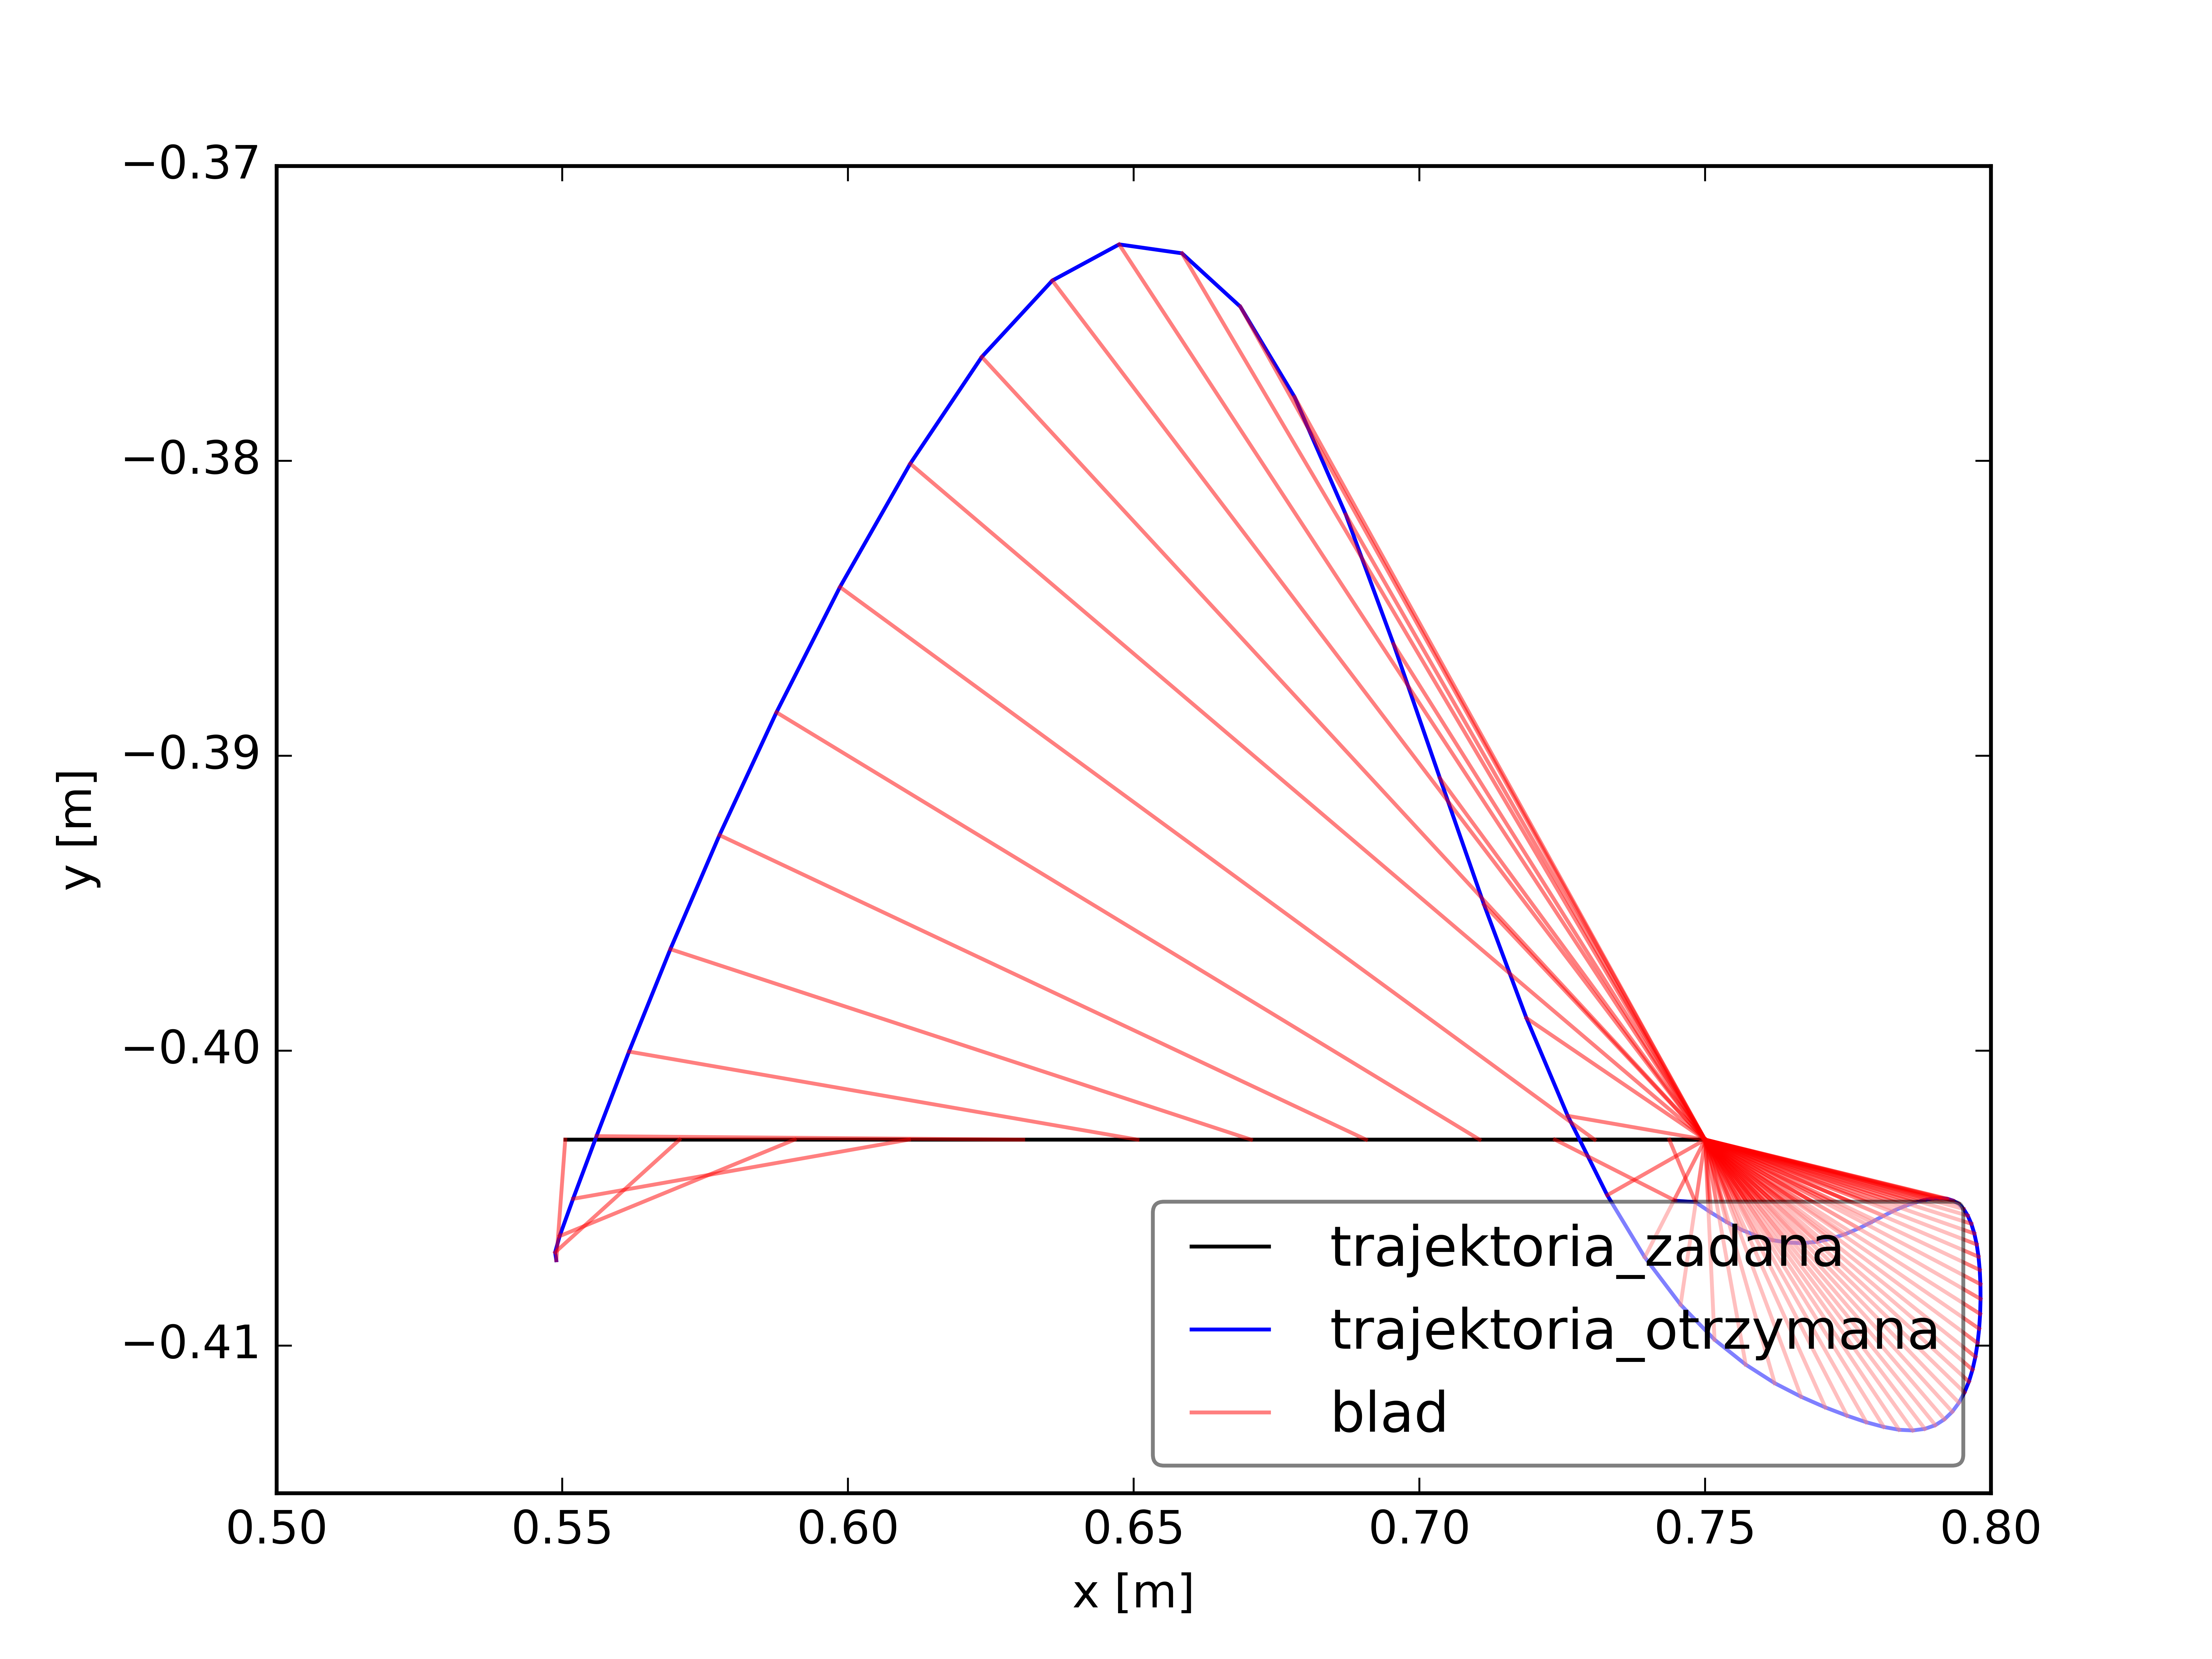 −0.37
−0.38
−0.39
−0.40
−0.41
y [m]
trajektoria_zadana
trajektoria_otrzymana
blad
0.50 0.55 0.60 0.65 0.70 0.75 0.80
x [m]